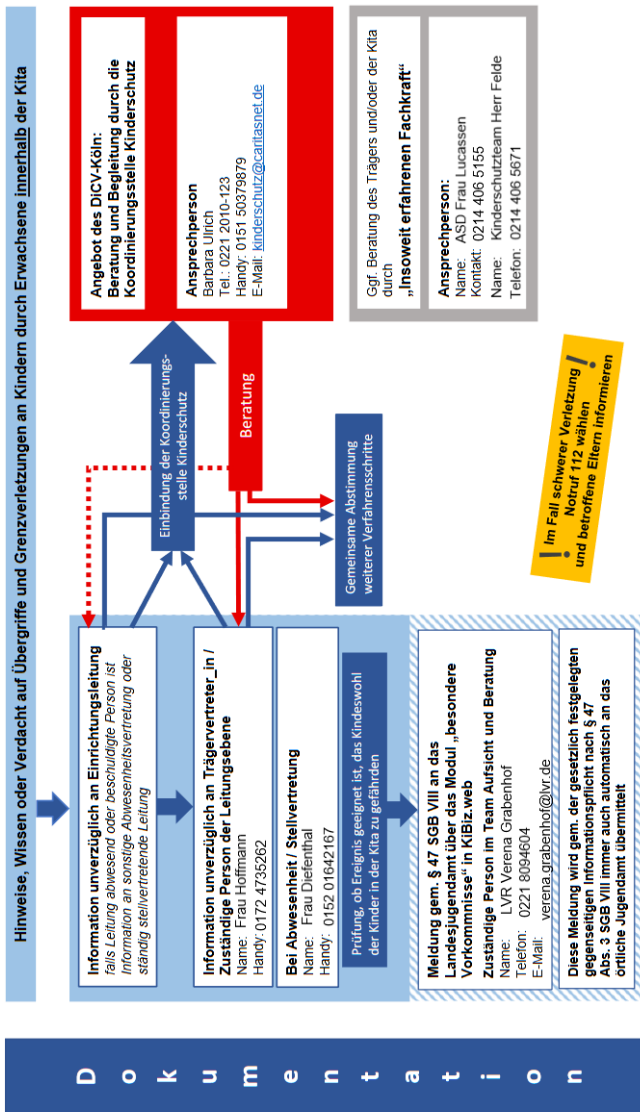 Hinweise, Wissen oder Verdacht auf Übergriffe und Grenzverletzungen an Kindern durch Erwachsene innerhalb der Kita
Dokumentation
Information unverzüglich an Einrichtungsleitung
falls Leitung abwesend oder beschuldigte Person ist
Information an sonstige Abwesenheitsvertretung oder
ständig stellvertretende Leitung
Information unverzüglich an Trägervertreter_in /
Zuständige Person der Leitungsebene
Name: Frau Hoffmann
Handy: 0172 4735262
Bei Abwesenheit / Stellvertretung
Name: Frau Diefenthal
Handy: 0152 01642167
Prüfung, ob Ereignis geeignet ist, das Kindeswohl
der Kinder in der Kita zu gefährden
Meldung gem. § 47 SGB VIII an das
Landesjugendamt über das Modul „besondere
Vorkommnisse“ in KiBiz.web
Zuständige Person im Team Aufsicht und Beratung
Name: LVR Verena Grabenhof
Telefon: 0221 8094604
E-Mail: verena.grabenhof@lvr.de
Diese Meldung wird gem. der gesetzlich festgelegten
gegenseitigen Informationspflicht nach § 47
Abs. 3 SGB VIII immer auch automatisch an das
örtliche Jugendamt übermittelt
Einbindung der Koordinierungs-
stelle Kinderschutz
Beratung
Gemeinsame Abstimmung
weiterer Verfahrensschritte
Angebot des DiCV-Köln:
Beratung und Begleitung durch die
Koordinierungsstelle Kinderschutz
Ansprechperson
Barbara Ulrich
Tel.: 0221 2010-123
Handy: 0151 50379879
E-Mail: kinderschutz@caritasnet.de
Ggf. Beratung des Trägers und/oder der Kita
durch
„Insoweit erfahrenen Fachkraft“
Ansprechperson:
Name: ASD Frau Lucassen
Kontakt: 0214 406 5155
Name: Kinderschutzteam Herr Felde
Telefon: 0214 406 5671
! Im Fall schwerer Verletzung !
Notruf 112 wählen
und betroffene Eltern informieren